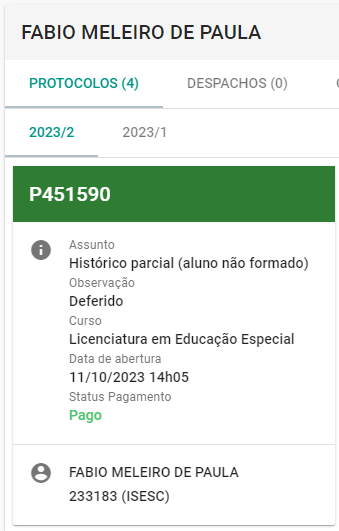 FABIO MELEIRO DE PAULA
PROTOCOLOS (4) DESPACHOS (0)
2023/2 2023/1
P451590
Assunto
Histórico parcial (aluno não formado)
Observação
Deferido
Curso
Licenciatura em Educação Especial
Data de abertura
11/10/2023 14h05
Status Pagamento
Pago
FABIO MELEIRO DE PAULA
233183 (ISESC)